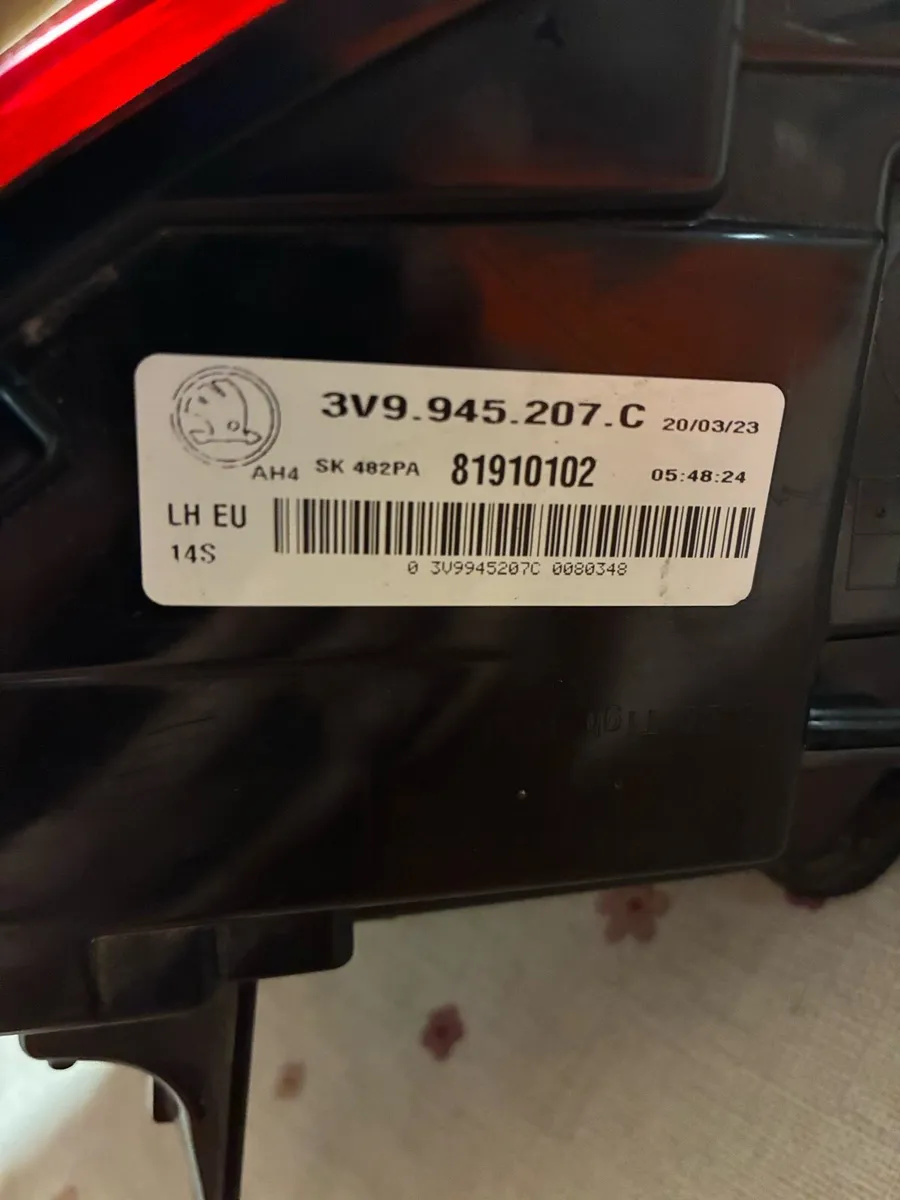 3V9.945.207.C 20/03/23
AH4 SK 482PA 81910102 05:48:24
LH EU
14S
0 3V9945207C 0080348